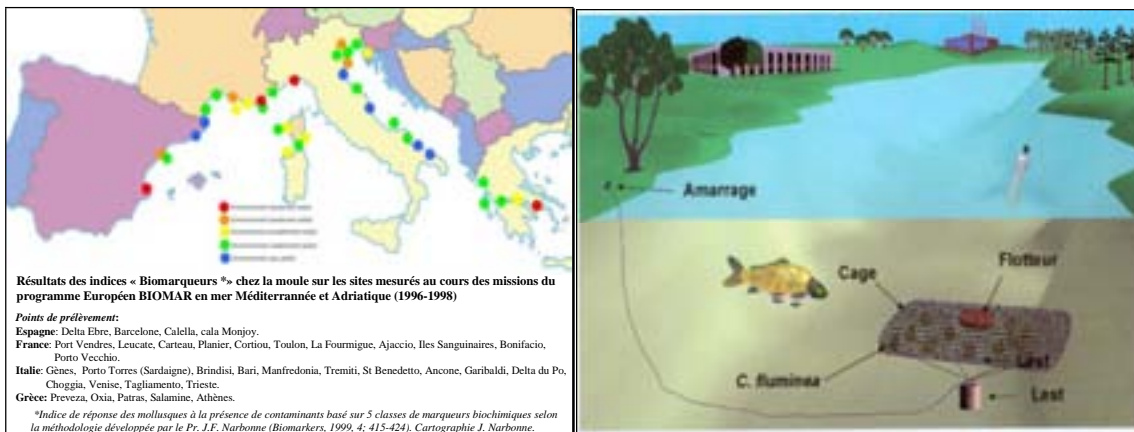 Résultats des indices « Biomarqueurs *» chez la moule sur les sites mesurés au cours des missions du
programme Européen BIOMAR en mer Méditerrannée et Adriatique (1996-1998)
Points de prélèvement:
Espagne: Delta Ebre, Barcelone, Calella, cala Monjoy.
France: Port Vendres, Leucate, Carteau, Planier, Cortiou, Toulon, La Fourmigue, Ajaccio, Iles Sanguinaires, Bonifacio,
Porto Vecchio.
Italie: Gènes, Porto Torres (Sardaigne), Brindisi, Bari, Manfredonia, Tremiti, St Benedetto, Ancone, Garibaldi, Delta du Po,
Choggia, Venise, Tagliamento, Trieste.
Grèce: Preveza, Oxia, Patras, Salamine, Athènes.
*Indice de réponse des mollusques à la présence de contaminants basé sur 5 classes de marqueurs biochimiques selon
la méthodologie développée par le Pr. J.F. Narbonne (Biomarkers, 1999, 4; 415-424). Cartographie J. Narbonne.
Amarrage
Flotteur
Cage
Lest
C. fluminea
Lest